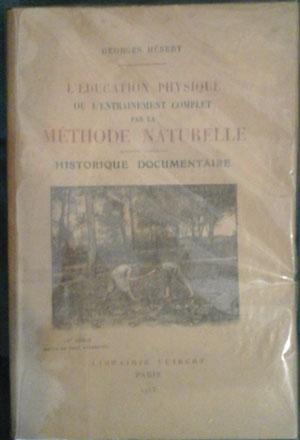 GEORGES HÉBERT
L'ÉDUCATION PHYSIQUE
OU L'ENTRAINEMENT COMPLET
PAR LA
MÉTHODE NATURELLE
HISTORIQUE DOCUMENTAIRE
LIBRAIRIE VUIBERT
PARIS